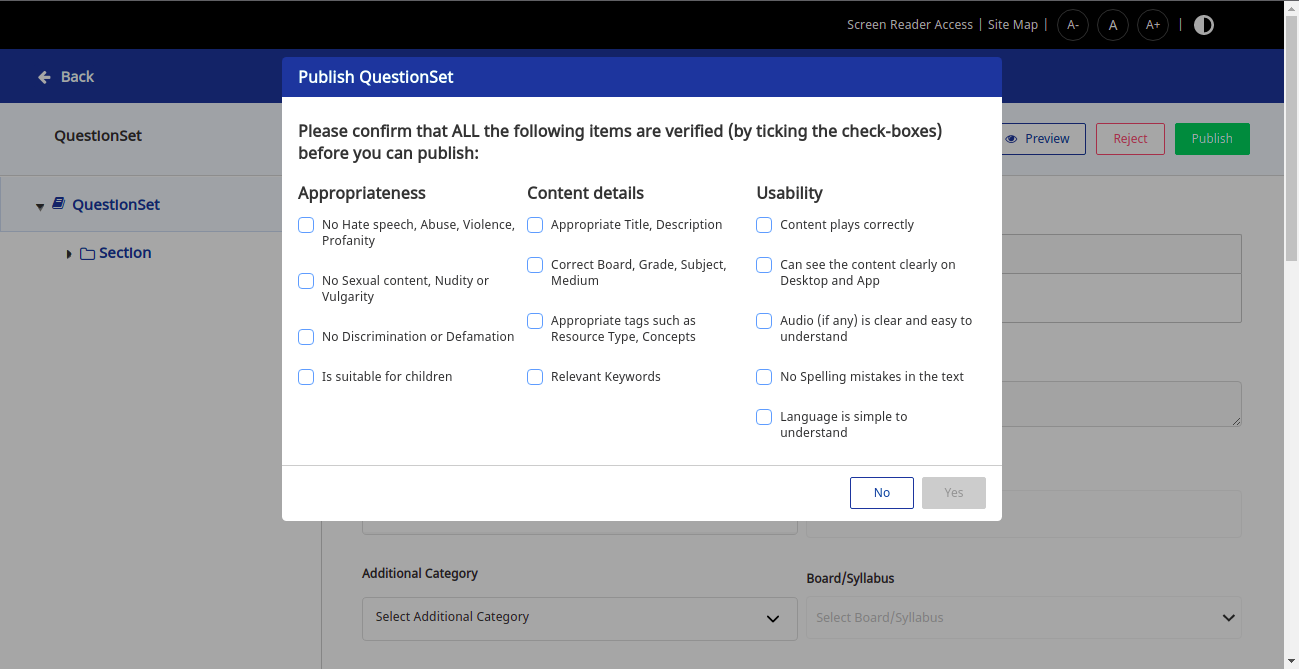 Screen Reader Access | Site Map | A- A A+ |
Back
Publish QuestionSet
QuestionSet
Preview
Reject
Publish
Please confirm that ALL the following items are verified (by ticking the check-boxes)
before you can publish:
QuestionSet
Section
Appropriateness
No Hate speech, Abuse, Violence,
Profanity
No Sexual content, Nudity or
Vulgarity
No Discrimination or Defamation
Is suitable for children
Content details
Appropriate Title, Description
Correct Board, Grade, Subject,
Medium
Appropriate tags such as
Resource Type, Concepts
Relevant Keywords
Usability
Content plays correctly
Can see the content clearly on
Desktop and App
Audio (if any) is clear and easy to
understand
No Spelling mistakes in the text
Language is simple to
understand
No
Yes
Additional Category
Select Additional Category
Board/Syllabus
Select Board/Syllabus